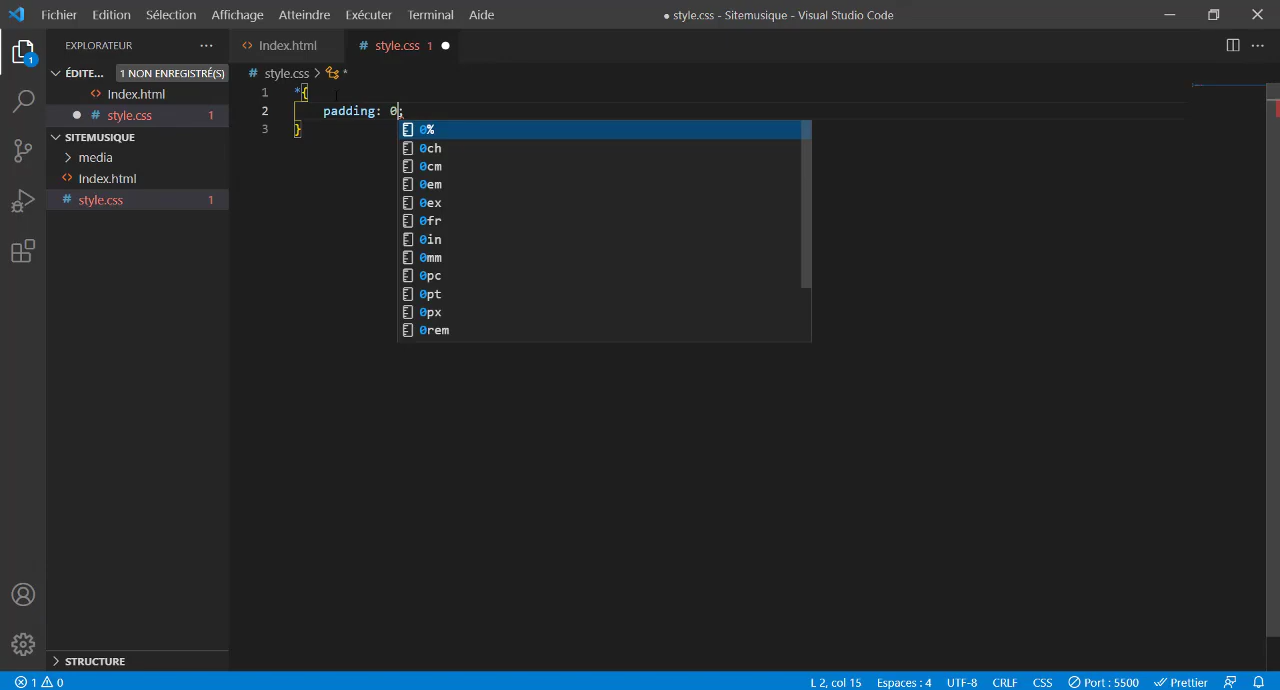 Fichier Edition Sélection Affichage Atteindre Exécuter Terminal Aide ● style.css - Sitemusique - Visual Studio Code
EXPLORATEUR ···
Index.html # style.css 1 ●
ÉDITE... 1 NON ENREGISTRÉ(S)
Index.html
● # style.css 1
SITEMUSIQUE
media
Index.html
# style.css 1
# style.css > *
1 *{
2 padding: 0;
3 }
0%
0ch
0cm
0em
0ex
0fr
0in
0mm
0pc
0pt
0px
0rem
1
STRUCTURE
1 0 L 2, col 15 Espaces : 4 UTF-8 CRLF CSS Port : 5500 Prettier